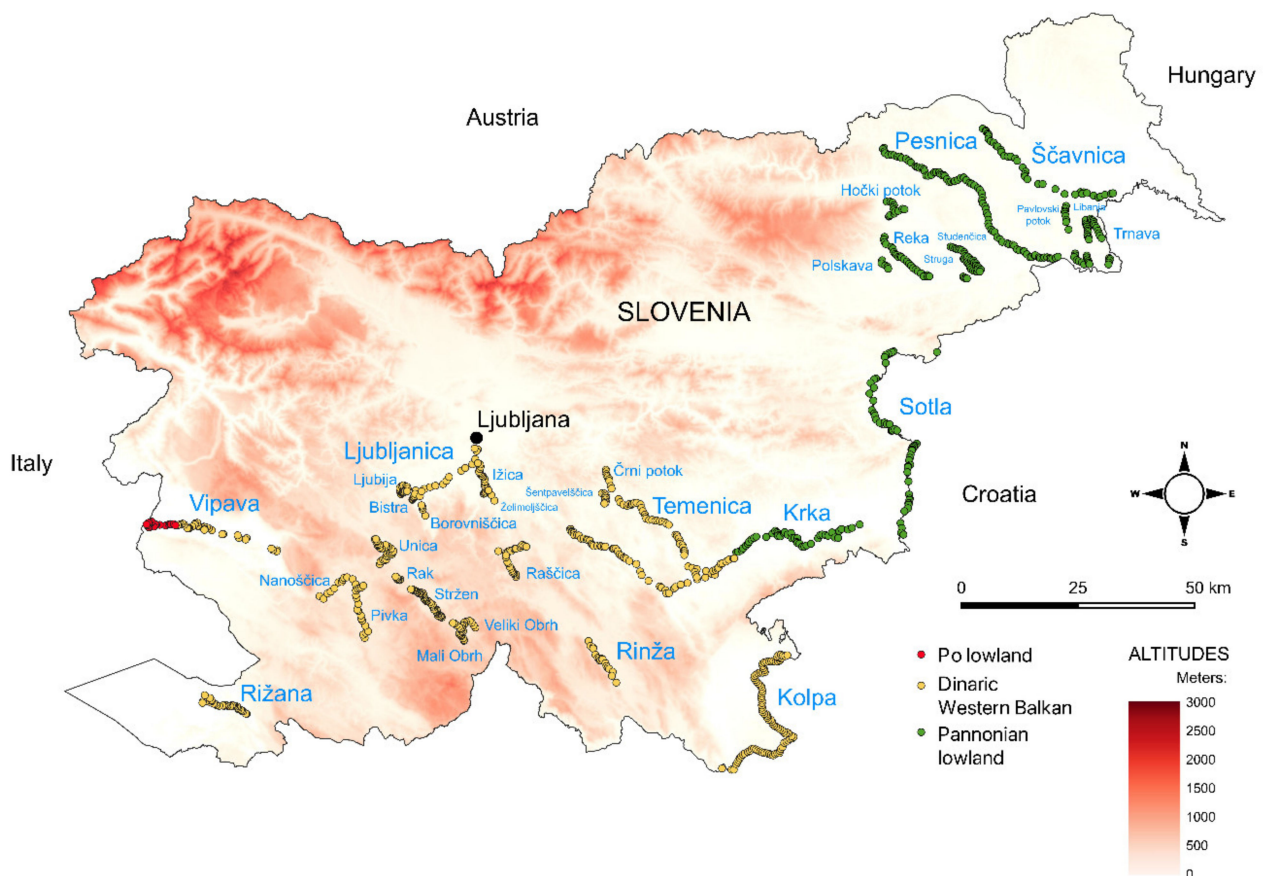 Hungary
Austria
Pesnica
Ščavnica
Hočki potok
Pavlovski
potok
Libanja
Trnava
Reka
Studenčica
Polskava
Struga
SLOVENIA
Sotla
Ljubljana
Ljubljanica
Italy
Črni potok
Ižica
Ljubija
Šentpavelščica
Croatia
Vipava
Bistra
Želimeljščica
Temenica
Krka
Borovniščica
N
W
E
S
Unica
Nanoščica
Rak
Raščica
Stržen
0
25
50 km
Pivka
Veliki Obrh
Mali Obrh
Rinža
Rižana
Kolpa
Po lowland
Dinaric
Western Balkan
Pannonian
lowland
ALTITUDES
Meters:
3000
2500
2000
1500
1000
500
0